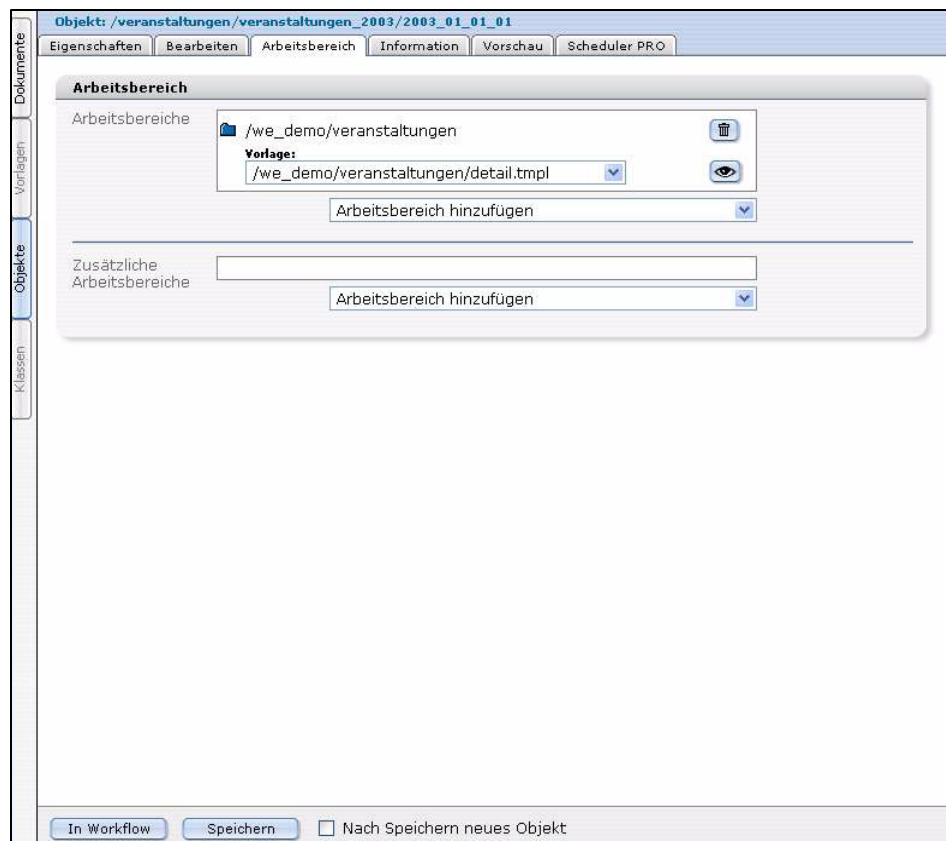 Objekt: /veranstaltungen/veranstaltungen_2003/2003_01_01_01
Eigenschaften Bearbeiten Arbeitsbereich Information Vorschau Scheduler PRO
Dokumente
Vorlagen
Objekte
Klassen
Arbeitsbereich
Arbeitsbereiche
/we_demo/veranstaltungen
Vorlage:
/we_demo/veranstaltungen/detail.tmpl
Arbeitsbereich hinzufügen
Zusätzliche
Arbeitsbereiche
Arbeitsbereich hinzufügen
In Workflow Speichern Nach Speichern neues Objekt